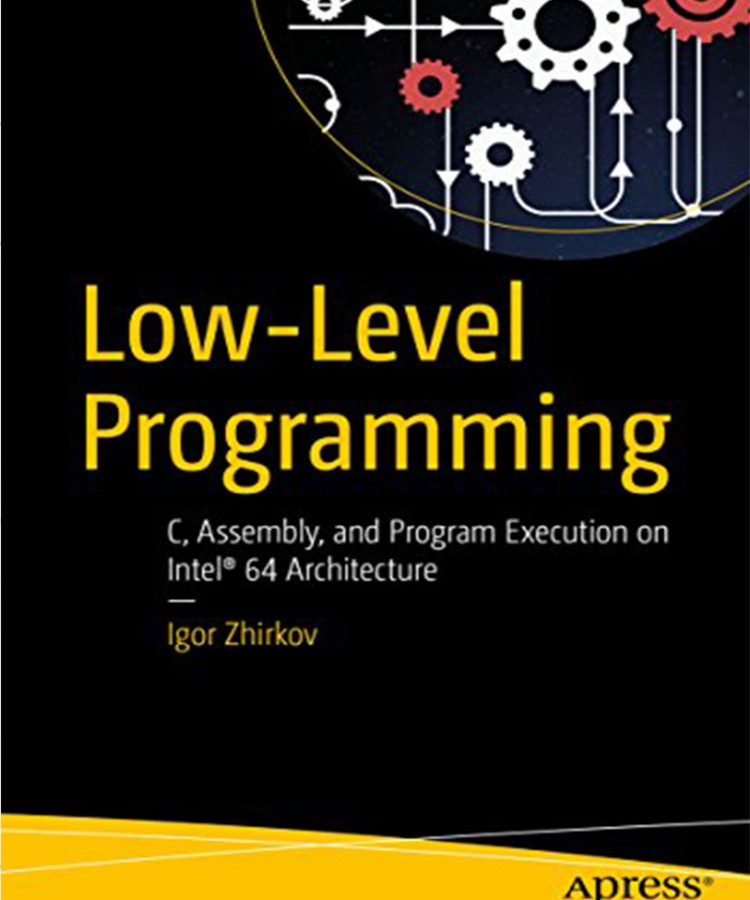 Low-Level
Programming
C, Assembly, and Program Execution on
Intel® 64 Architecture
Igor Zhirkov
apress®